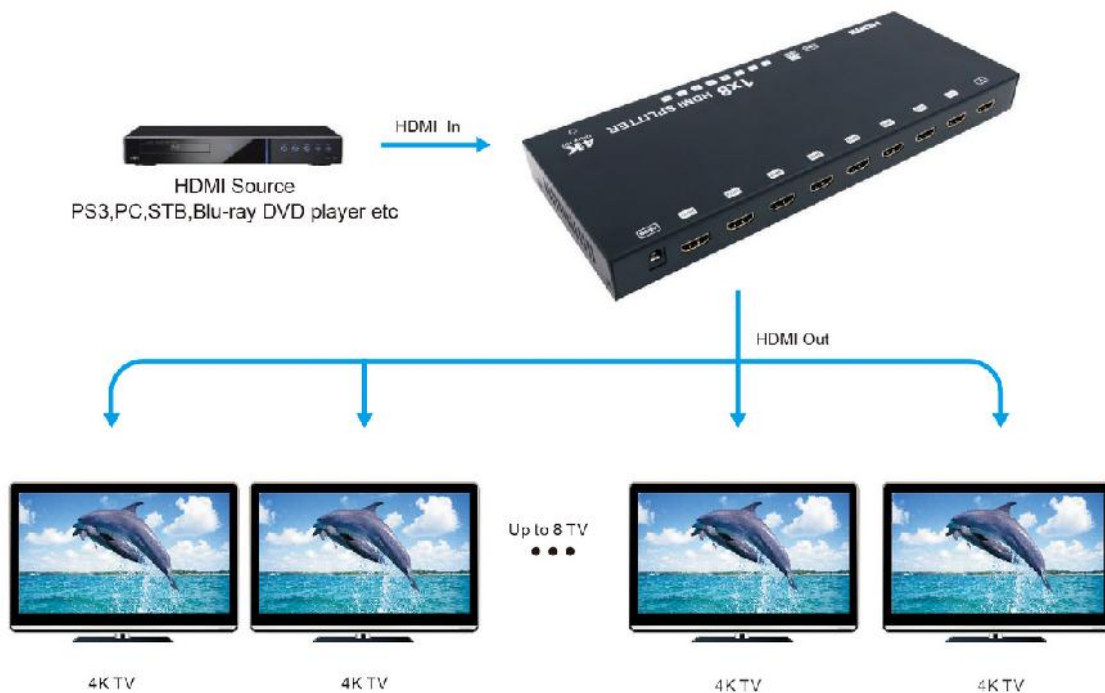 HDMI
1x8 HDMI SPLITTER
4K
HDMI In
HDMI Source
PS3,PC,STB,Blu-ray DVD player etc
HDMI Out
Up to 8 TV
4K TV
4K TV
4K TV
4K TV